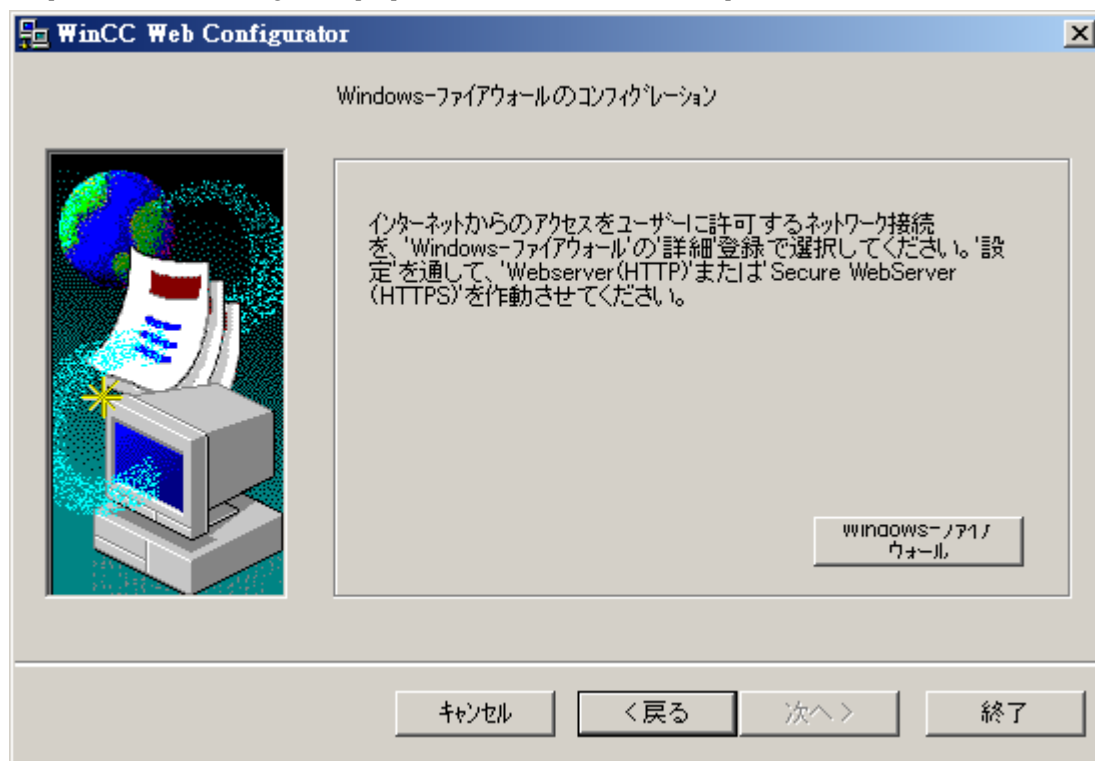 WinCC Web Configurator
Windows-ファイアウォールのコンフィグレーション
インターネットからのアクセスをユーザーに許可するネットワーク接続
を、'Windows-ファイアウォール'の'詳細'登録'で選択してください。'設
定'を通して、'Webserver(HTTP)'または'Secure WebServer
(HTTPS)'を作動させてください。
Windows-ファイア
ウォール
キャンセル
<戻る
次へ>
終了